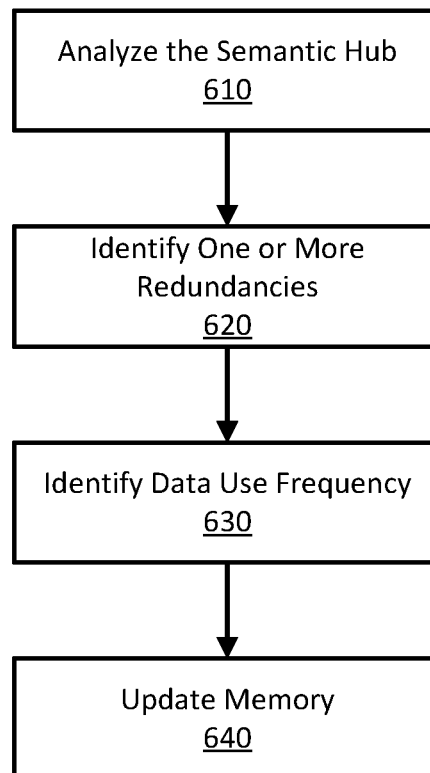 Analyze the Semantic Hub
610
Identify One or More
Redundancies
620
Identify Data Use Frequency
630
Update Memory
640